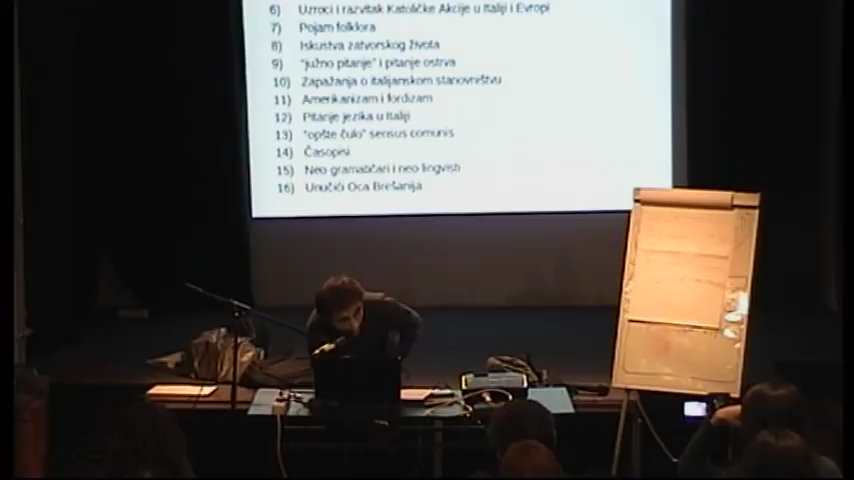 6) Uzroci i razvitak Katoličke Akcije u Italiji i Evropi
7) Pojam folklora
8) Iskustva zatvorskog života
9) "južno pitanje" i pitanje ostrva
10) Zapažanja o italijanskom stanovništvu
11) Amerikanizam i fordizam
12) Pitanje jezika u Italiji
13) "opšte čulo" sensus comunis
14) Časopisi
15) Neo gramatičari i neo lingvisti
16) Unučići Oca Brešanija